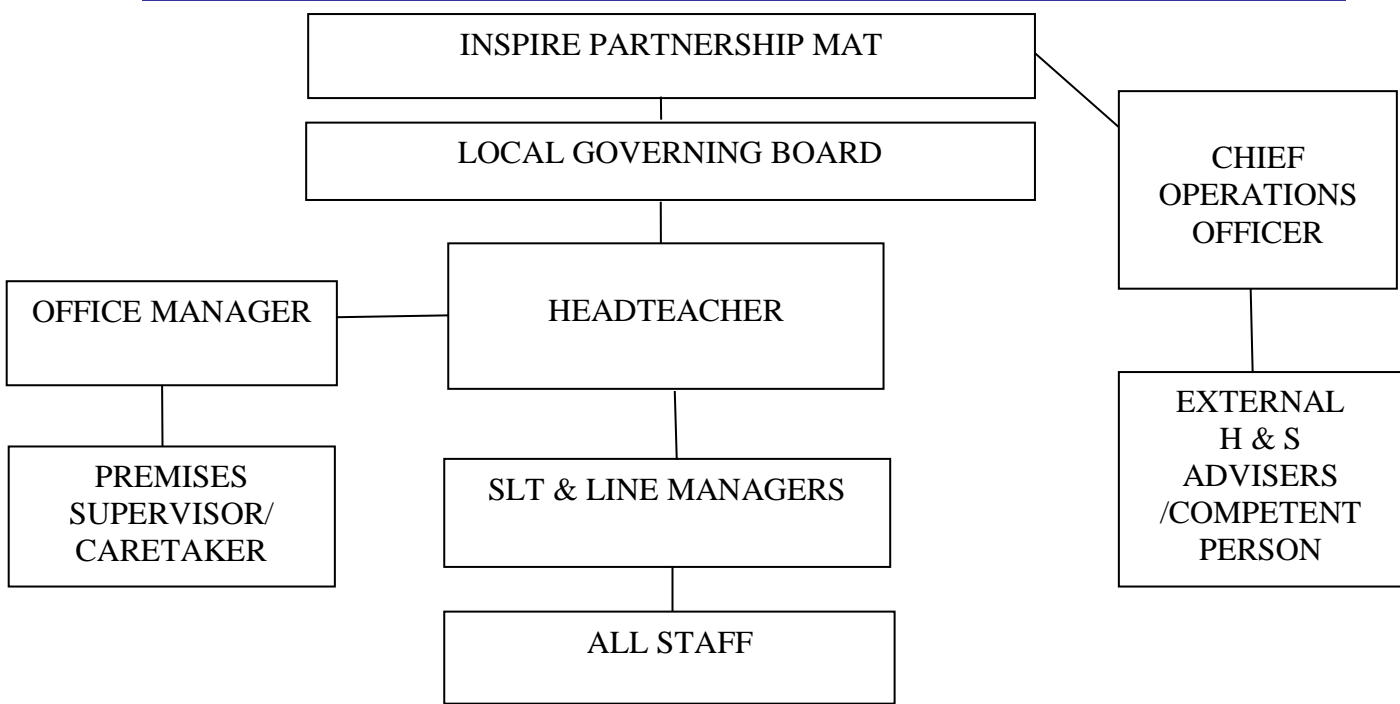 INSPIRE PARTNERSHIP MAT
LOCAL GOVERNING BOARD
CHIEF
OPERATIONS
OFFICER
OFFICE MANAGER
HEADTEACHER
PREMISES
SUPERVISOR/
CARETAKER
SLT & LINE MANAGERS
EXTERNAL
H & S
ADVISERS
/COMPETENT
PERSON
ALL STAFF